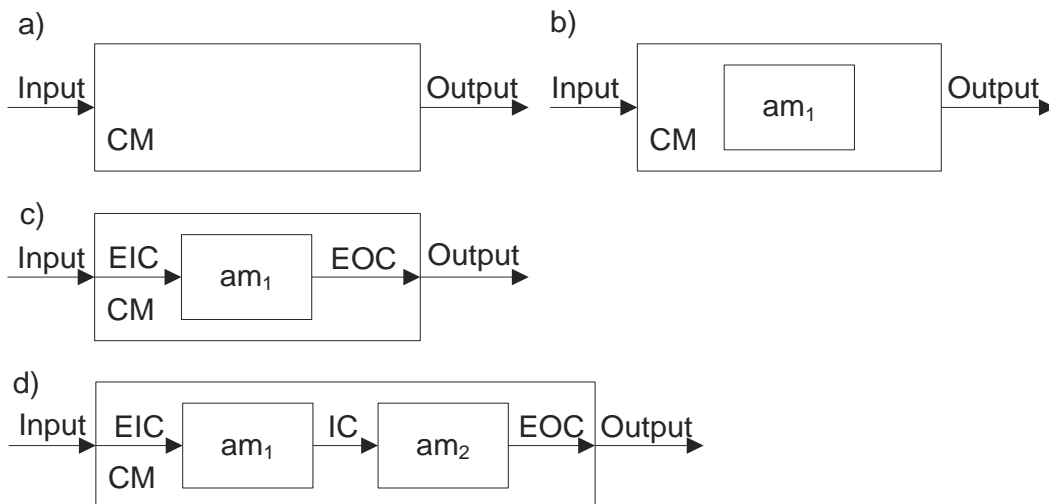 a)
Input
Output
CM
b)
Input
Output
am₁
CM
c)
Input
EIC
am₁
EOC
Output
CM
d)
Input
EIC
am₁
IC
am₂
EOC
Output
CM